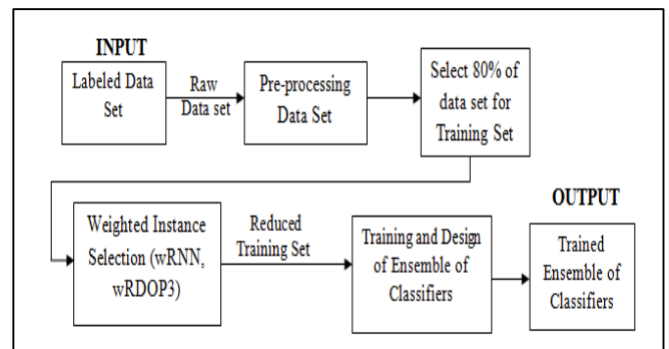 INPUT
Labeled Data
Set
Raw
Data set
Pre-processing
Data Set
Select 80% of
data set for
Training Set
Weighted Instance
Selection (wRNN,
wRDOP3)
Reduced
Training Set
Training and Design
of Ensemble of
Classifiers
OUTPUT
Trained
Ensemble of
Classifiers